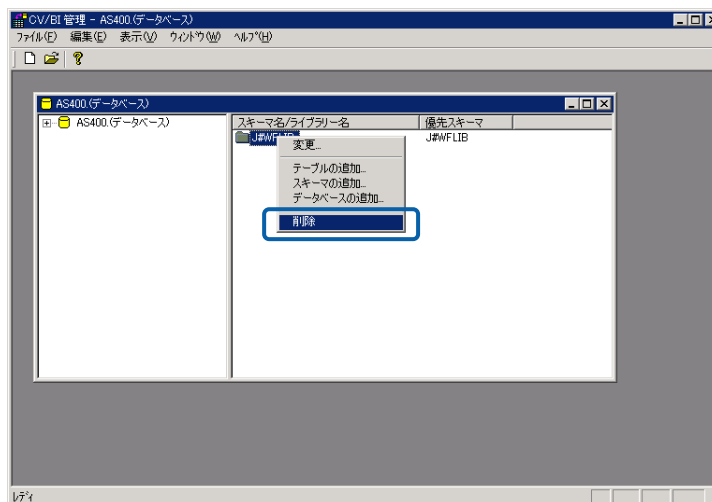 CV/BI 管理 - AS400.(データベース)
ファイル(F) 編集(E) 表示(V) ウィンドウ(W) ヘルプ(H)
AS400.(データベース)
AS400.(データベース)
スキーマ名/ライブラリー名 優先スキーマ
J#WFLIB J#WFLIB
変更...
テーブルの追加...
スキーマの追加...
データベースの追加...
削除
レディ